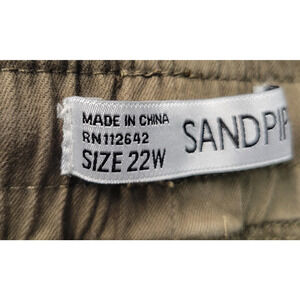 MADE IN CHINA
RN112642
SIZE 22W
SANDPIP